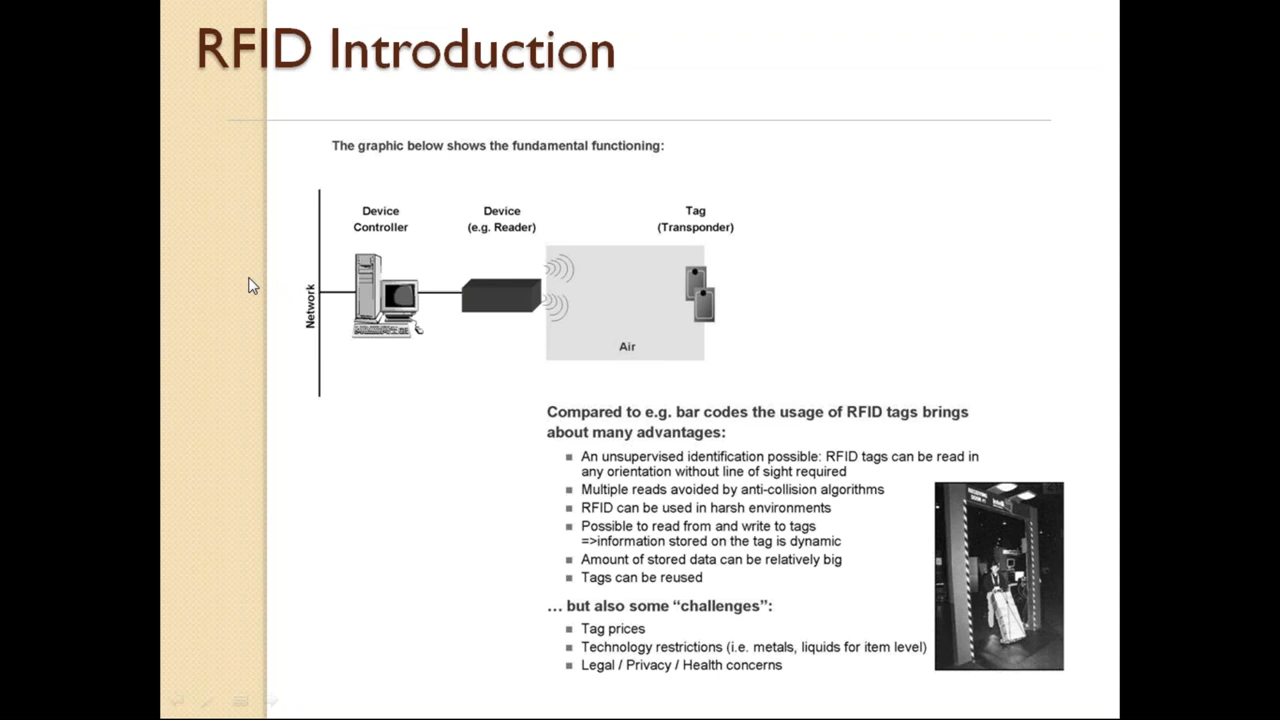 RFID Introduction
The graphic below shows the fundamental functioning:
Device
Controller
Device
(e.g. Reader)
Tag
(Transponder)
Network
Air
Compared to e.g. bar codes the usage of RFID tags brings
about many advantages:
An unsupervised identification possible: RFID tags can be read in
any orientation without line of sight required
Multiple reads avoided by anti-collision algorithms
RFID can be used in harsh environments
Possible to read from and write to tags
=>information stored on the tag is dynamic
Amount of stored data can be relatively big
Tags can be reused
... but also some “challenges”:
Tag prices
Technology restrictions (i.e. metals, liquids for item level)
Legal / Privacy / Health concerns